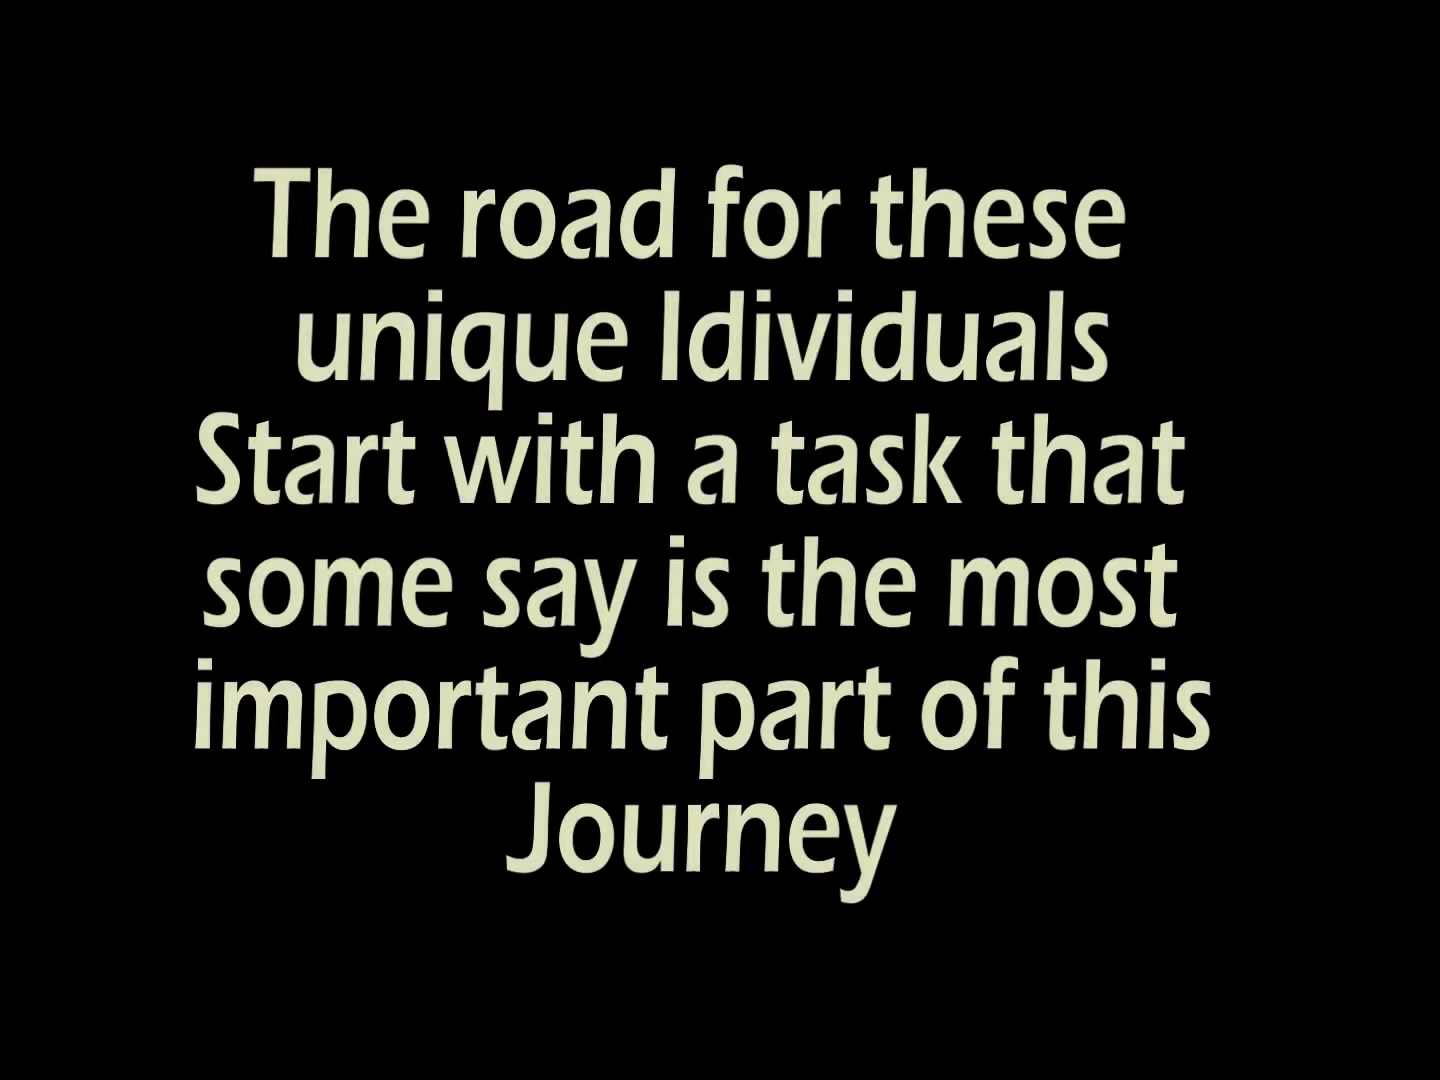 The road for these
unique Idividuals
Start with a task that
some say is the most
important part of this
Journey